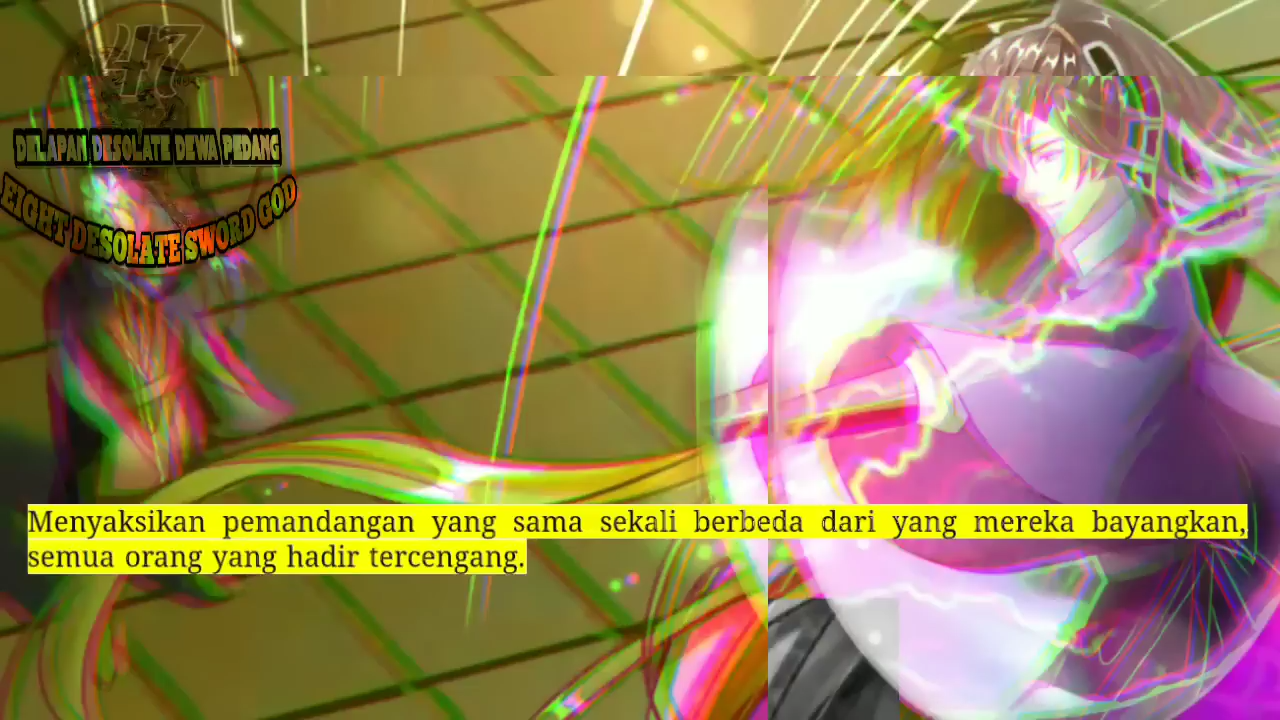 47
DELAPAN DESOLATE DEWA PEDANG
EIGHT DESOLATE SWORD GOD
Menyaksikan pemandangan yang sama sekali berbeda dari yang mereka bayangkan,
semua orang yang hadir tercengang.